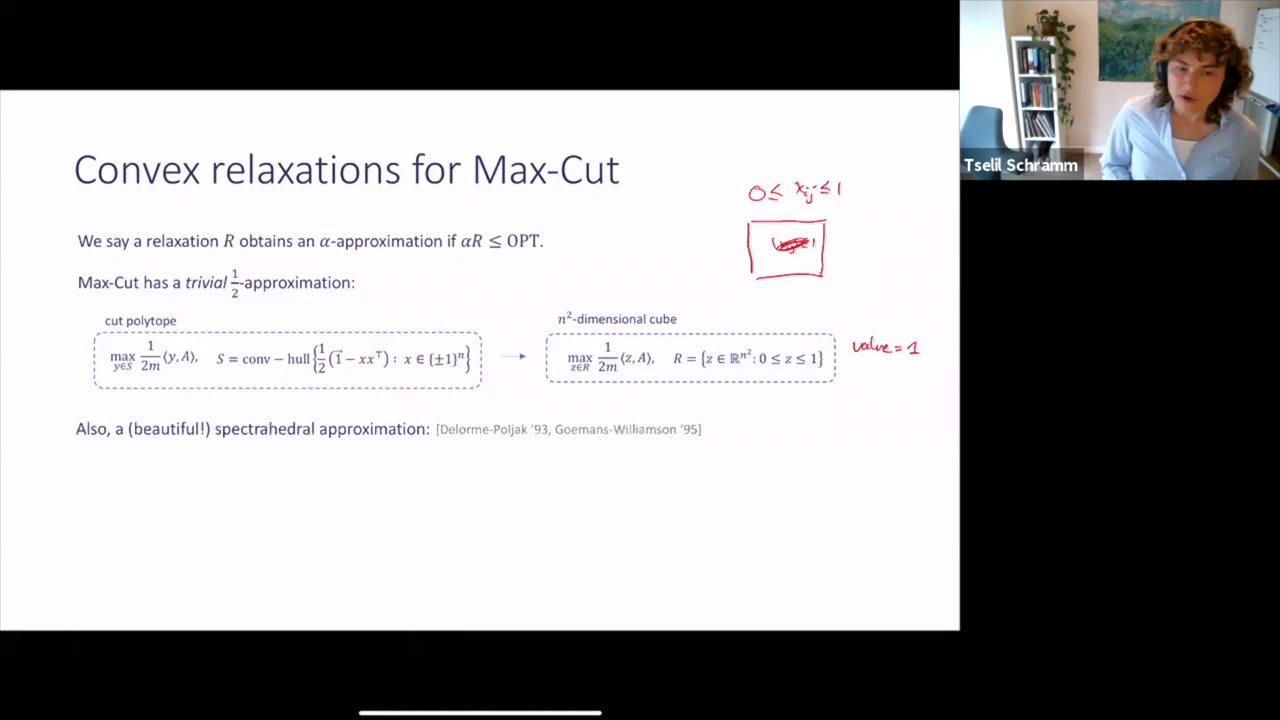 Convex relaxations for Max-Cut
0 ≤ x_{ij} ≤ 1
We say a relaxation R obtains an α-approximation if αR ≤ OPT.
Max-Cut has a trivial 1/2-approximation:
cut polytope
max_{y∈S} 1/2m ⟨y, A⟩, S = conv − hull{1/2(1⃗ − xx^⊤) : x ∈ {±1}^n}
n²-dimensional cube
max_{z∈R} 1/2m ⟨z, A⟩, R = {z ∈ ℝ^{n²}: 0 ≤ z ≤ 1}
value = 1
Also, a (beautiful!) spectrahedral approximation: [Delorme-Poljak '93, Goemans-Williamson '95]
Tselil Schramm